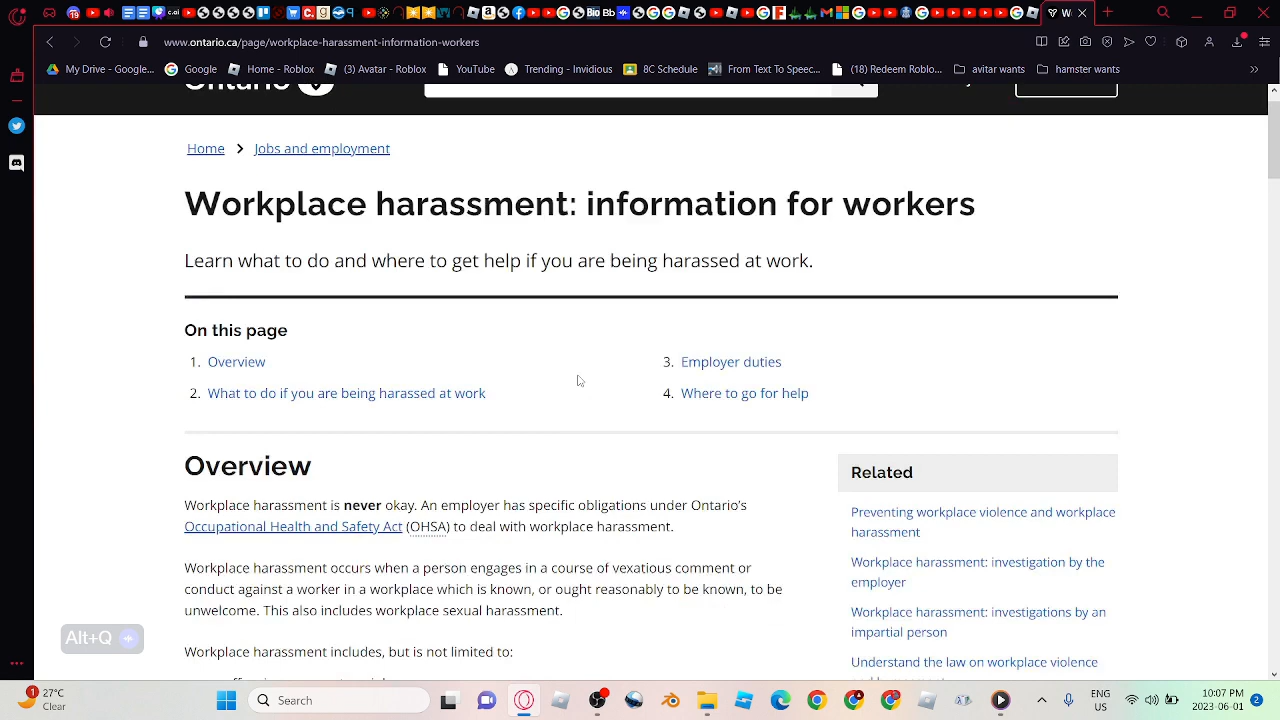 www.ontario.ca/page/workplace-harassment-information-workers
My Drive - Google...
Google
Home - Roblox
(3) Avatar - Roblox
YouTube
Trending - Invidious
8C Schedule
From Text To Speec...
(18) Redeem Roblo...
avitar wants
hamster wants
Home
Jobs and employment
Workplace harassment: information for workers
Learn what to do and where to get help if you are being harassed at work.
On this page
1. Overview
2. What to do if you are being harassed at work
3. Employer duties
4. Where to go for help
Overview
Workplace harassment is never okay. An employer has specific obligations under Ontario's
Occupational Health and Safety Act (OHSA) to deal with workplace harassment.
Workplace harassment occurs when a person engages in a course of vexatious comment or
conduct against a worker in a workplace which is known, or ought reasonably to be known, to be
unwelcome. This also includes workplace sexual harassment.
Workplace harassment includes, but is not limited to:
Related
Preventing workplace violence and workplace
harassment
Workplace harassment: investigation by the
employer
Workplace harassment: investigations by an
impartial person
Understand the law on workplace violence
Alt+Q
1
27°C
Clear
Search
ENG
US
10:07 PM
2023-06-01
2